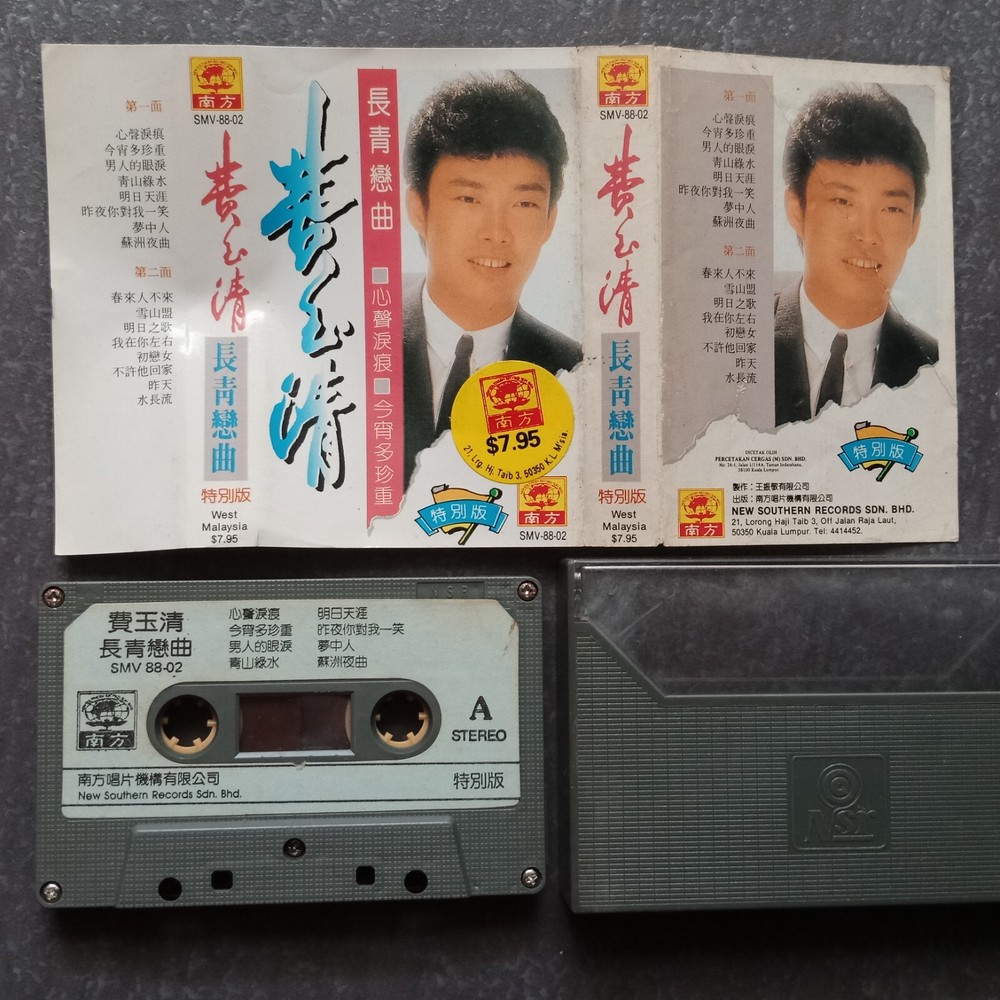 第一面
心聲淚痕
今宵多珍重
男人的眼淚
青山綠水
明日天涯
昨夜你對我一笑
夢中人
蘇洲夜曲
第二面
春來人不來
雪山盟
明日之歌
我在你左右
初戀女
不許他回家
昨天
水長流
南方
SMV-88-02
費玉清
長青戀曲
特別版
West
Malaysia
$7.95
費玉清
長青戀曲
■心聲淚痕■今宵多珍重
南方
$7.95
21, Lrg. Hj. Taib 3, 50350 K.L. M'sia.
特別版
南方
SMV-88-02
南方
SMV-88-02
費玉清
長青戀曲
特別版
West
Malaysia
$7.95
第一面
心聲淚痕
今宵多珍重
男人的眼淚
青山綠水
明日天涯
昨夜你對我一笑
夢中人
蘇洲夜曲
第二面
春來人不來
雪山盟
明日之歌
我在你左右
初戀女
不許他回家
昨天
水長流
特別版
DICETAK OLEH
PERCETAKAN CERGAS (M) SDN. BHD.
南方
製作：王振敬有限公司
出版：南方唱片機構有限公司
NEW SOUTHERN RECORDS SDN. BHD.
21, Lorong Haji Taib 3, Off Jalan Raja Laut,
50350 Kuala Lumpur. Tel: 4414452.
NSR
費玉清
長青戀曲
SMV 88-02
心聲淚痕 明日天涯
今宵多珍重 昨夜你對我一笑
男人的眼淚 夢中人
青山綠水 蘇洲夜曲
南方
A
STEREO
南方唱片機構有限公司
New Southern Records Sdn. Bhd.
特別版
NSR